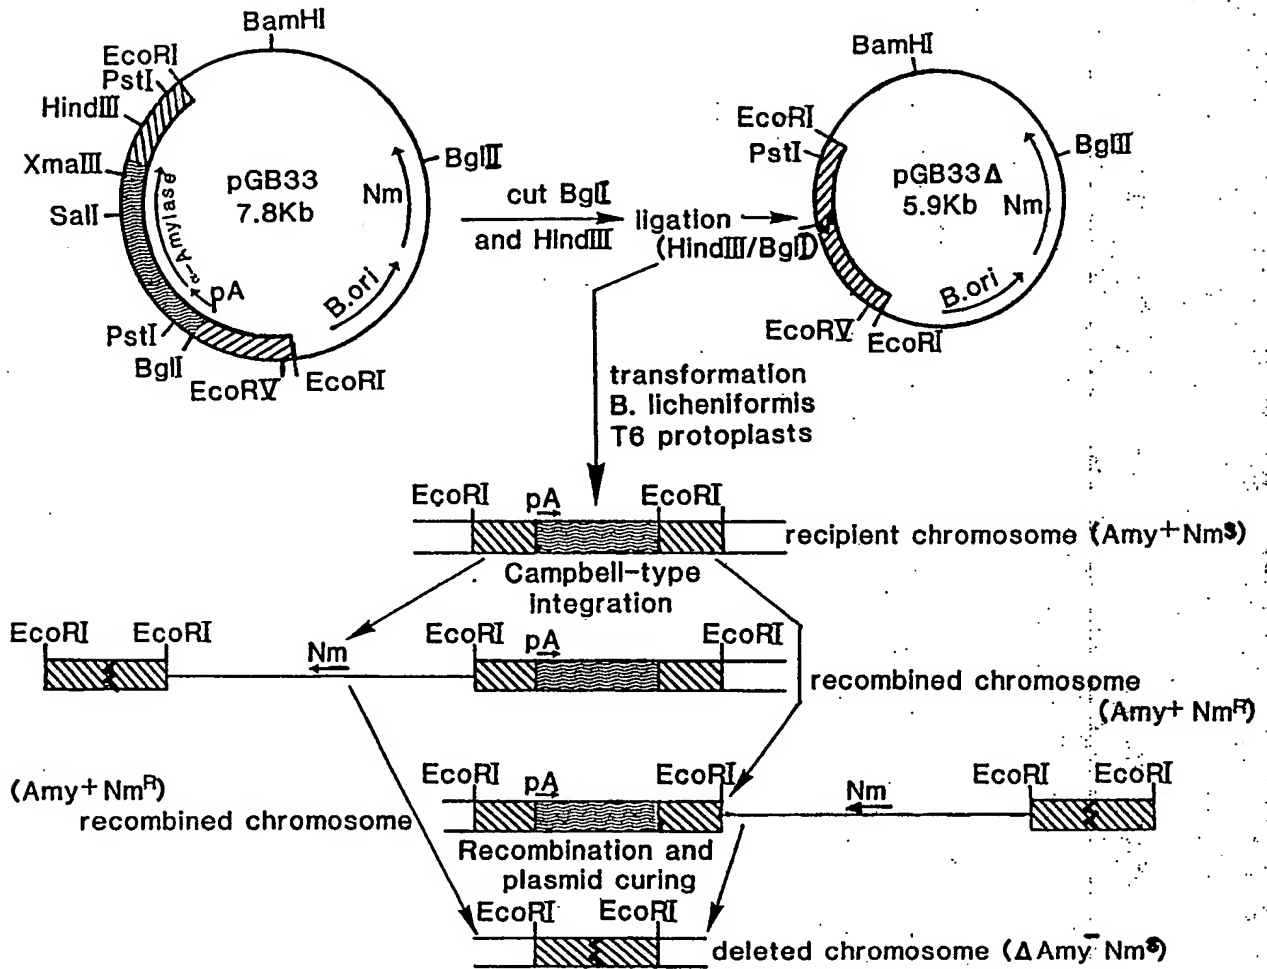 BamHI
EcoRI
PstI
HindIII
XmaIII
SalI
α-Amylase
pA
PstI
BglI
EcoRV
EcoRI
pGB33
7.8Kb
Nm
B.ori
BglII
cut BglI
and HindIII
ligation
(HindIII/BglI)
BamHI
EcoRI
PstI
pGB33Δ
5.9Kb
Nm
BglII
B.ori
EcoRV
EcoRI
transformation
B. licheniformis
T6 protoplasts
EcoRI
pA
EcoRI
recipient chromosome (Amy+Nmˢ)
Campbell-type
integration
EcoRI
EcoRI
Nm
EcoRI
pA
EcoRI
recombined chromosome
(Amy+ Nmᴿ)
(Amy+ Nmᴿ)
recombined chromosome
EcoRI
pA
EcoRI
Nm
EcoRI
EcoRI
Recombination and
plasmid curing
EcoRI
EcoRI
deleted chromosome (ΔAmy⁻ Nmˢ)